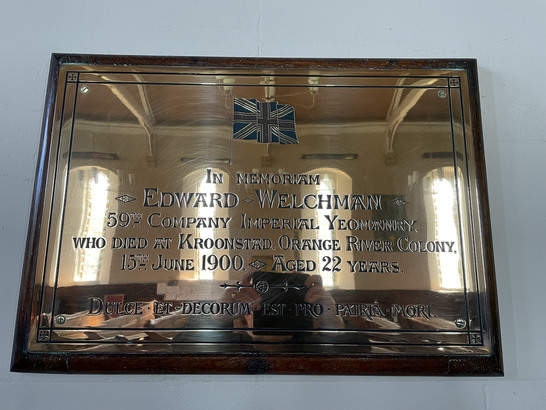 In Memoriam
Edward Welchman
59TH Company Imperial Yeomanry,
who died at Kroonstad, Orange River Colony,
15TH June 1900. Aged 22 years.
Dulce · et · decorum · est · pro · patria · mori.